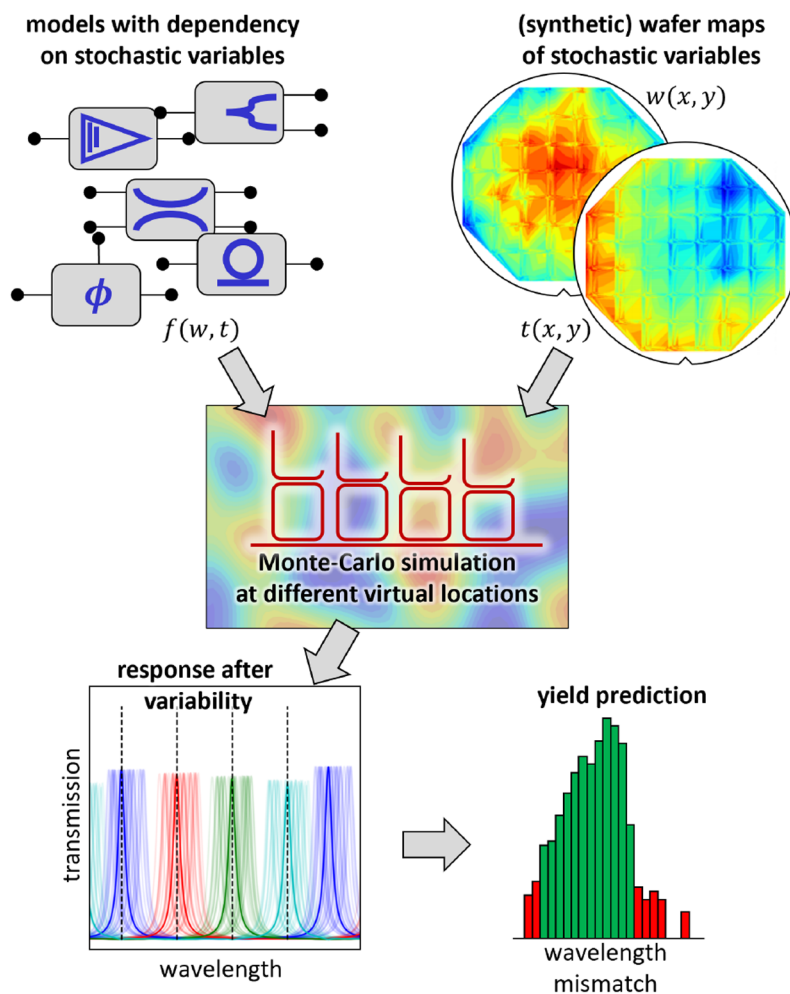 models with dependency
on stochastic variables
(synthetic) wafer maps
of stochastic variables
w(x, y)
ϕ
f(w, t)
t(x, y)
Monte-Carlo simulation
at different virtual locations
response after
variability
transmission
wavelength
yield prediction
wavelength
mismatch